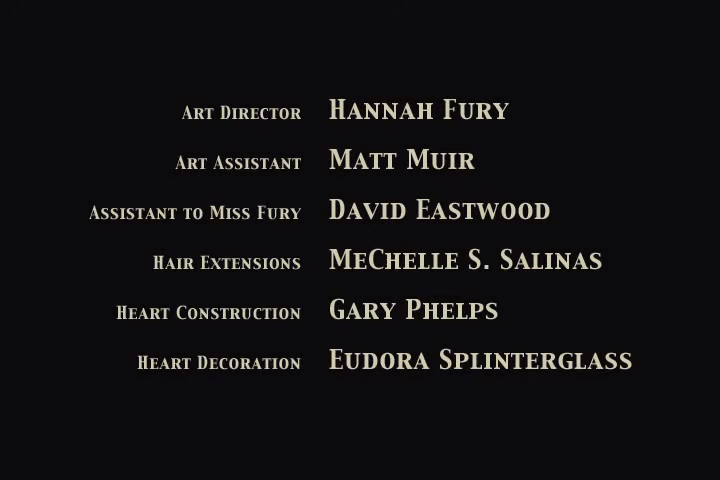 Art Director Hannah Fury
Art Assistant Matt Muir
Assistant to Miss Fury David Eastwood
Hair Extensions MeChelle S. Salinas
Heart Construction Gary Phelps
Heart Decoration Eudora Splinterglass